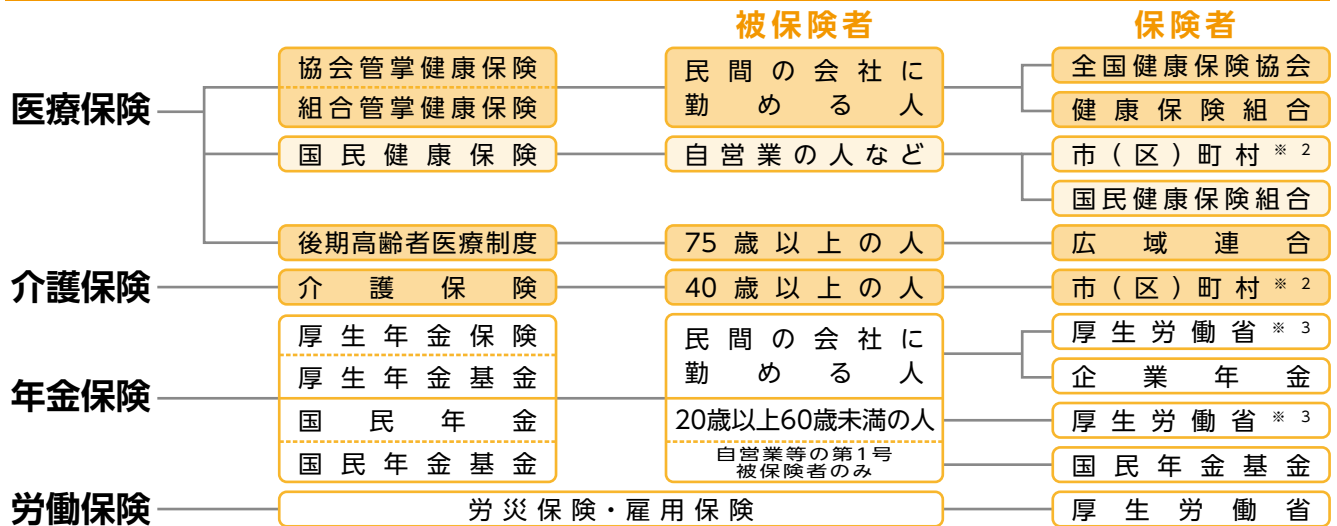 被保険者
保険者
医療保険
協会管掌健康保険
組合管掌健康保険
民間の会社に
勤める人
全国健康保険協会
健康保険組合
国民健康保険
自営業の人など
市(区)町村※2
国民健康保険組合
後期高齢者医療制度
75歳以上の人
広域連合
介護保険
介護保険
40歳以上の人
市(区)町村※2
年金保険
厚生年金保険
厚生年金基金
民間の会社に
勤める人
厚生労働省※3
企業年金
国民年金
20歳以上60歳未満の人
厚生労働省※3
国民年金基金
自営業等の第1号
被保険者のみ
国民年金基金
労働保険
労災保険・雇用保険
厚生労働省